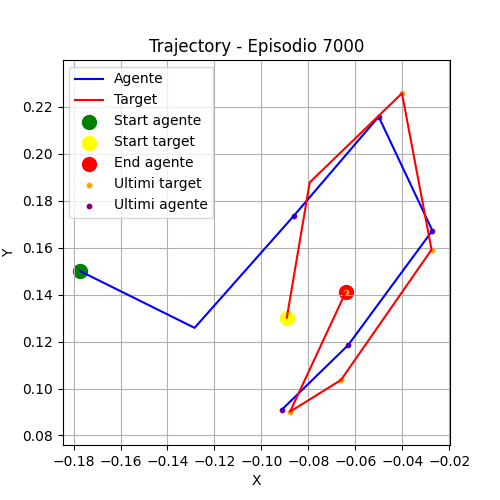 Trajectory - Episodio 7000
Agente
Target
Start agente
Start target
End agente
Ultimi target
Ultimi agente
Y
0.22
0.20
0.18
0.16
0.14
0.12
0.10
0.08
−0.18 −0.16 −0.14 −0.12 −0.10 −0.08 −0.06 −0.04 −0.02
X